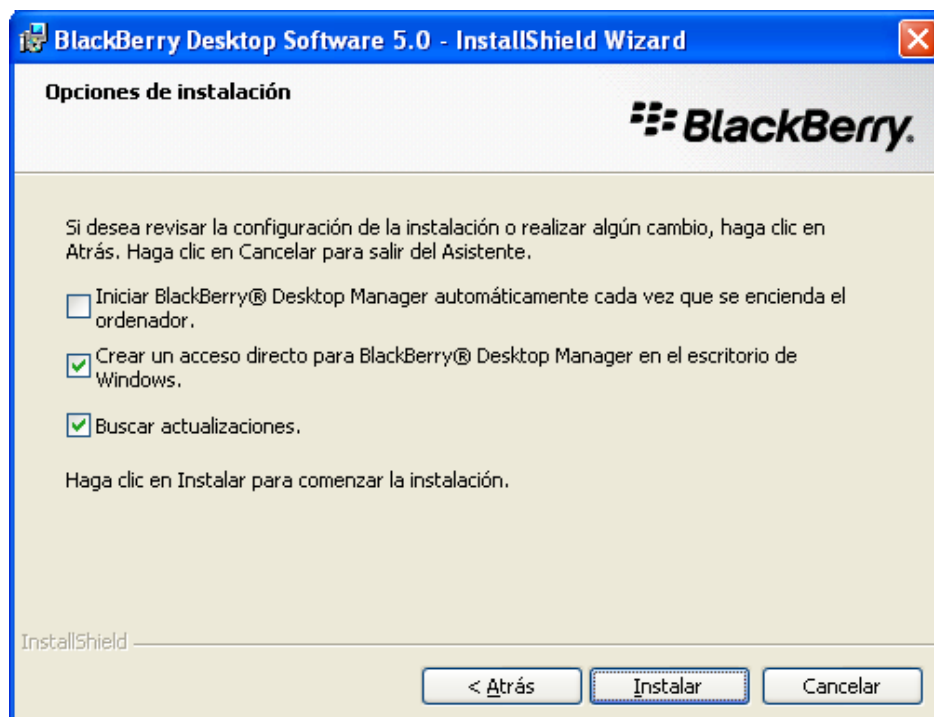 BlackBerry Desktop Software 5.0 - InstallShield Wizard
Opciones de instalación
BlackBerry.
Si desea revisar la configuración de la instalación o realizar algún cambio, haga clic en
Atrás. Haga clic en Cancelar para salir del Asistente.
Iniciar BlackBerry® Desktop Manager automáticamente cada vez que se encienda el
ordenador.
Crear un acceso directo para BlackBerry® Desktop Manager en el escritorio de
Windows.
Buscar actualizaciones.
Haga clic en Instalar para comenzar la instalación.
InstallShield
< Atrás
Instalar
Cancelar